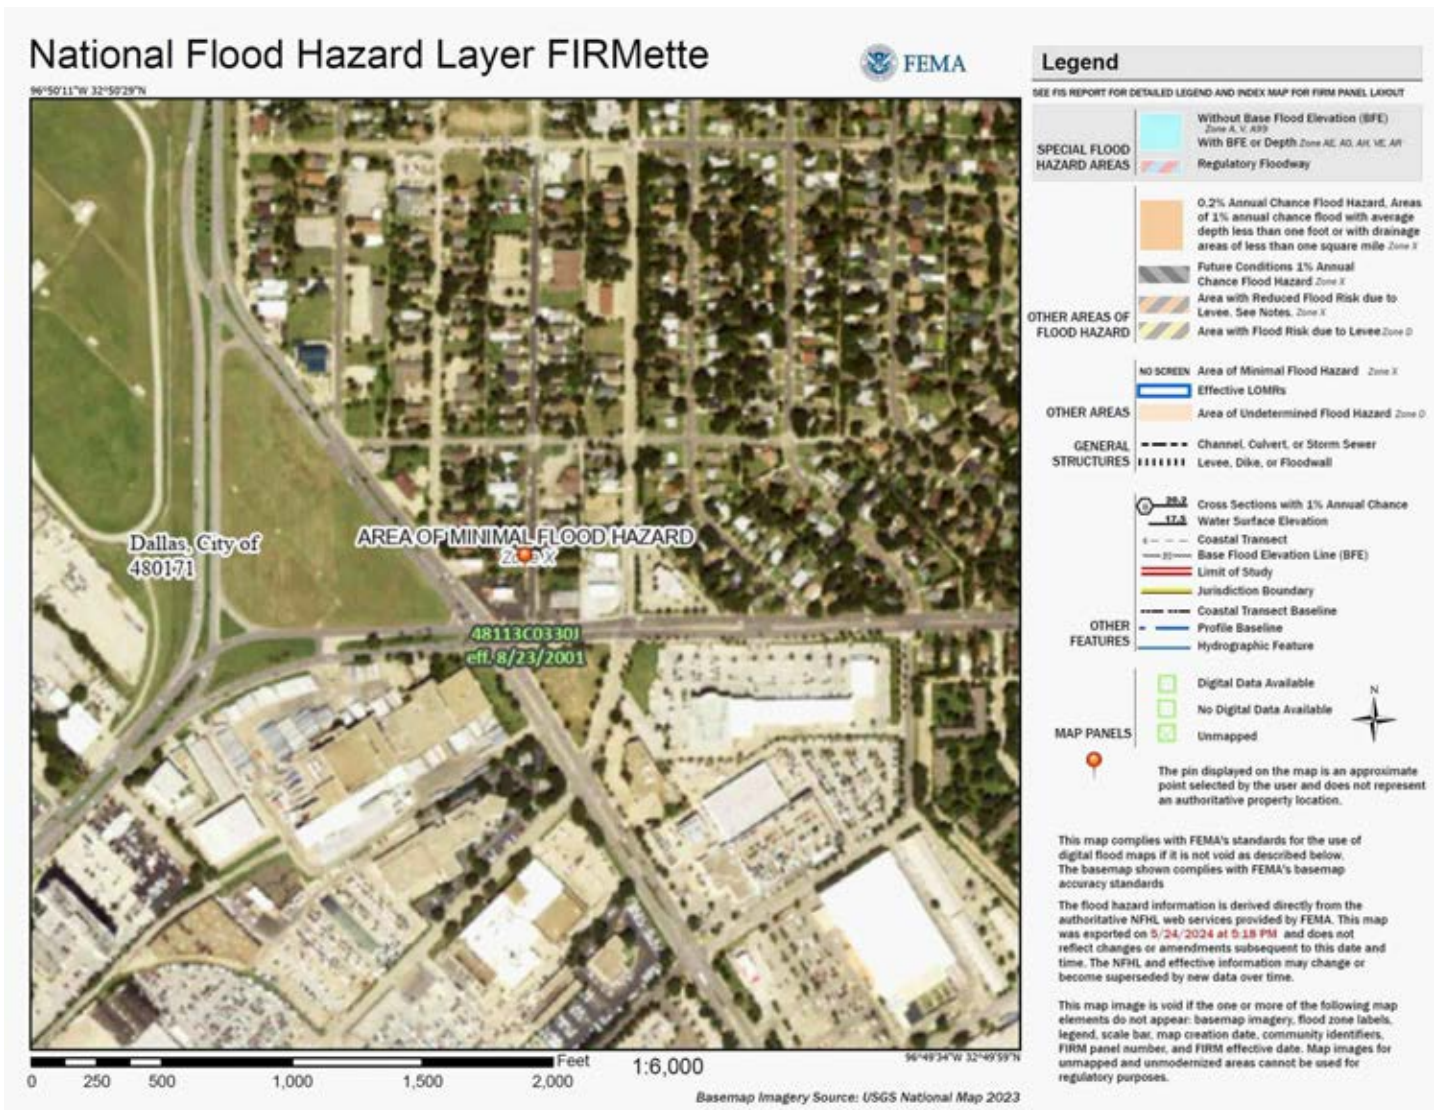 National Flood Hazard Layer FIRMette
FEMA
96°50'11"W 32°50'29"N
AREA OF MINIMAL FLOOD HAZARD
Zone X
Dallas, City of
480171
48113C0330J
eff. 8/23/2001
96°49'34"W 32°49'59"N
Feet
1:6,000
0 250 500 1,000 1,500 2,000
Basemap Imagery Source: USGS National Map 2023
Legend
SEE FIS REPORT FOR DETAILED LEGEND AND INDEX MAP FOR FIRM PANEL LAYOUT
SPECIAL FLOOD
HAZARD AREAS
Without Base Flood Elevation (BFE)
Zone A, V, A99
With BFE or Depth Zone AE, AO, AH, VE, AR
Regulatory Floodway
0.2% Annual Chance Flood Hazard, Areas
of 1% annual chance flood with average
depth less than one foot or with drainage
areas of less than one square mile Zone X
Future Conditions 1% Annual
Chance Flood Hazard Zone X
Area with Reduced Flood Risk due to
Levee. See Notes. Zone X
OTHER AREAS OF
FLOOD HAZARD
Area with Flood Risk due to Levee Zone D
NO SCREEN Area of Minimal Flood Hazard Zone X
Effective LOMRs
OTHER AREAS
Area of Undetermined Flood Hazard Zone D
GENERAL
STRUCTURES
Channel, Culvert, or Storm Sewer
Levee, Dike, or Floodwall
20.2 Cross Sections with 1% Annual Chance
17.5 Water Surface Elevation
Coastal Transect
Base Flood Elevation Line (BFE)
Limit of Study
Jurisdiction Boundary
Coastal Transect Baseline
OTHER
FEATURES
Profile Baseline
Hydrographic Feature
Digital Data Available
No Digital Data Available
MAP PANELS
Unmapped
N
The pin displayed on the map is an approximate
point selected by the user and does not represent
an authoritative property location.
This map complies with FEMA's standards for the use of
digital flood maps if it is not void as described below.
The basemap shown complies with FEMA's basemap
accuracy standards
The flood hazard information is derived directly from the
authoritative NFHL web services provided by FEMA. This map
was exported on 5/24/2024 at 5:18 PM and does not
reflect changes or amendments subsequent to this date and
time. The NFHL and effective information may change or
become superseded by new data over time.
This map image is void if the one or more of the following map
elements do not appear: basemap imagery, flood zone labels,
legend, scale bar, map creation date, community identifiers,
FIRM panel number, and FIRM effective date. Map images for
unmapped and unmodernized areas cannot be used for
regulatory purposes.